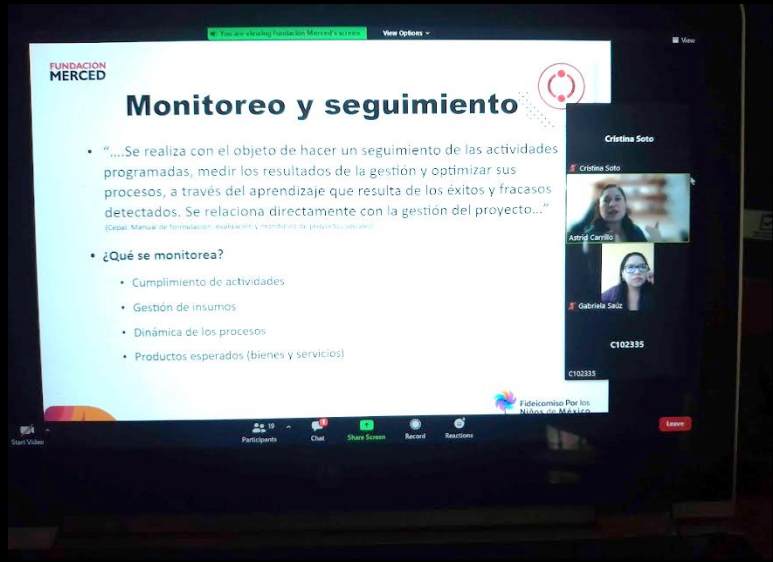 You are viewing Fundación Merced's screen
View Options
View
FUNDACIÓN
MERCED
Monitoreo y seguimiento
• "....Se realiza con el objeto de hacer un seguimiento de las actividades
programadas, medir los resultados de la gestión y optimizar sus
procesos, a través del aprendizaje que resulta de los éxitos y fracasos
detectados. Se relaciona directamente con la gestión del proyecto..."
(Cepal. Manual de formulación, evaluación y monitoreo de proyectos sociales)
• ¿Qué se monitorea?
• Cumplimiento de actividades
• Gestión de insumos
• Dinámica de los procesos
• Productos esperados (bienes y servicios)
Cristina Soto
Cristina Soto
Astrid Carrillo
Gabriela Saúz
C102335
C102335
Fideicomiso Por los
Niños de México
Start Video
Participants
19
Chat
Share Screen
Record
Reactions
Leave